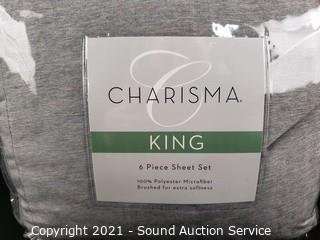 C
CHARISMA®
KING
6 Piece Sheet Set
100% Polyester Microfiber
Brushed for extra softness
Copyright 2021 - Sound Auction Service